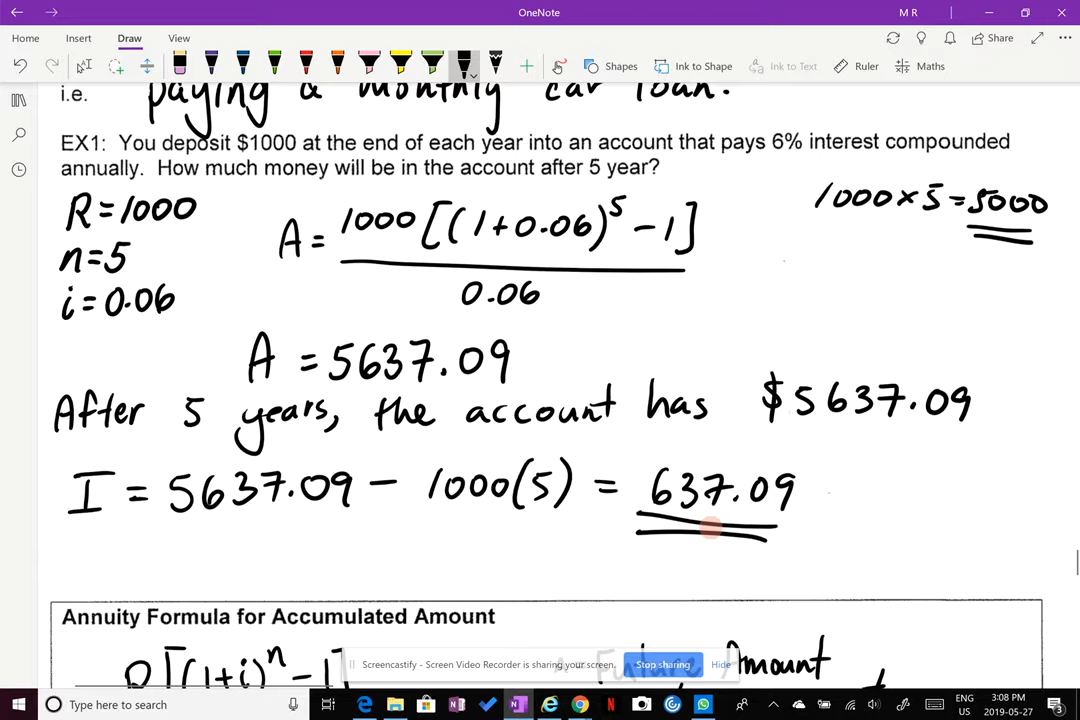 OneNote
M R
Home Insert Draw View
Share
Shapes Ink to Shape Ink to Text Ruler Maths
i.e. paying a monthly car loan.
EX1: You deposit $1000 at the end of each year into an account that pays 6% interest compounded
annually. How much money will be in the account after 5 year?
R=1000
n=5
i=0.06
A= 1000[(1+0.06)^5 −1]
0.06
1000×5=5000
A =5637.09
After 5 years, the account has $5637.09
I = 5637.09 − 1000(5) = 637.09
Annuity Formula for Accumulated Amount
R[(1+i)^n −1]
A= Future Amount
Screencastify - Screen Video Recorder is sharing your screen. Stop sharing Hide
Type here to search
ENG
US
3:08 PM
2019-05-27
3